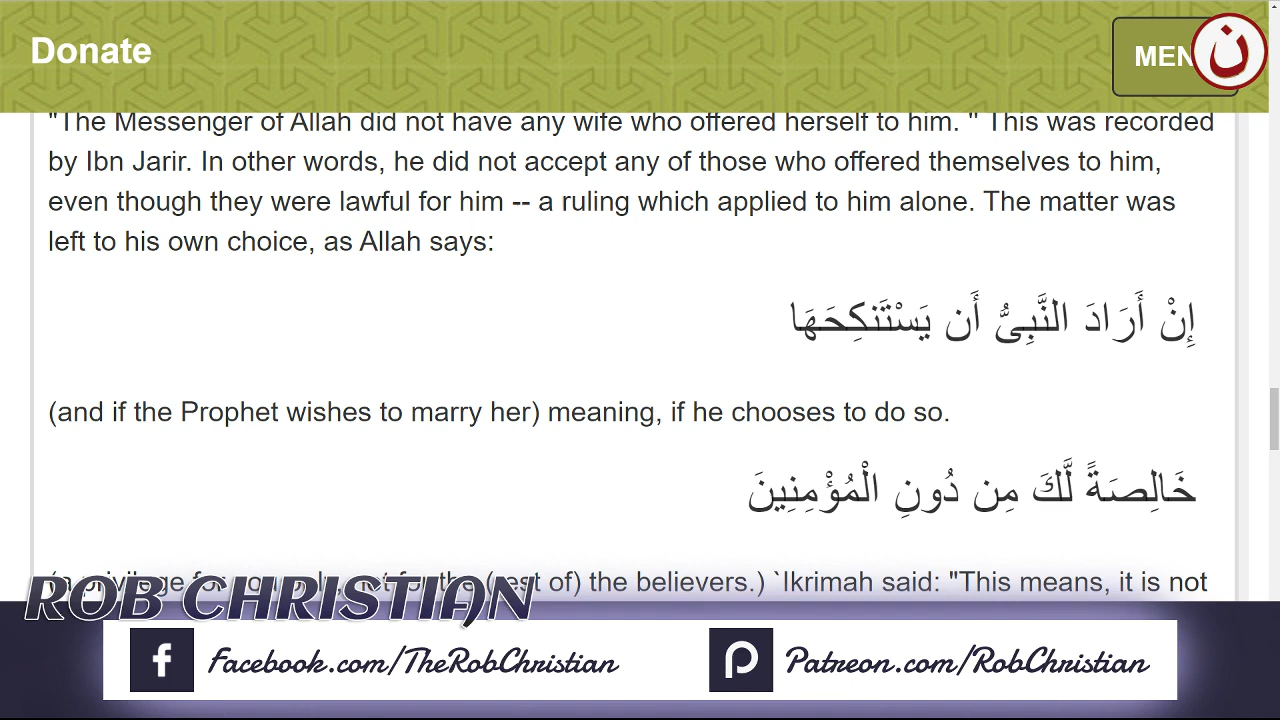 Donate
MEN
ن
"The Messenger of Allah did not have any wife who offered herself to him. " This was recorded
by Ibn Jarir. In other words, he did not accept any of those who offered themselves to him,
even though they were lawful for him -- a ruling which applied to him alone. The matter was
left to his own choice, as Allah says:
إِنْ أَرَادَ النَّبِىُّ أَن يَسْتَنكِحَهَا
(and if the Prophet wishes to marry her) meaning, if he chooses to do so.
خَالِصَةً لَّكَ مِن دُونِ الْمُؤْمِنِينَ
(a privilege for the (rest of) the believers.) `Ikrimah said: "This means, it is not
ROB CHRISTIAN
Facebook.com/TheRobChristian
Patreon.com/RobChristian